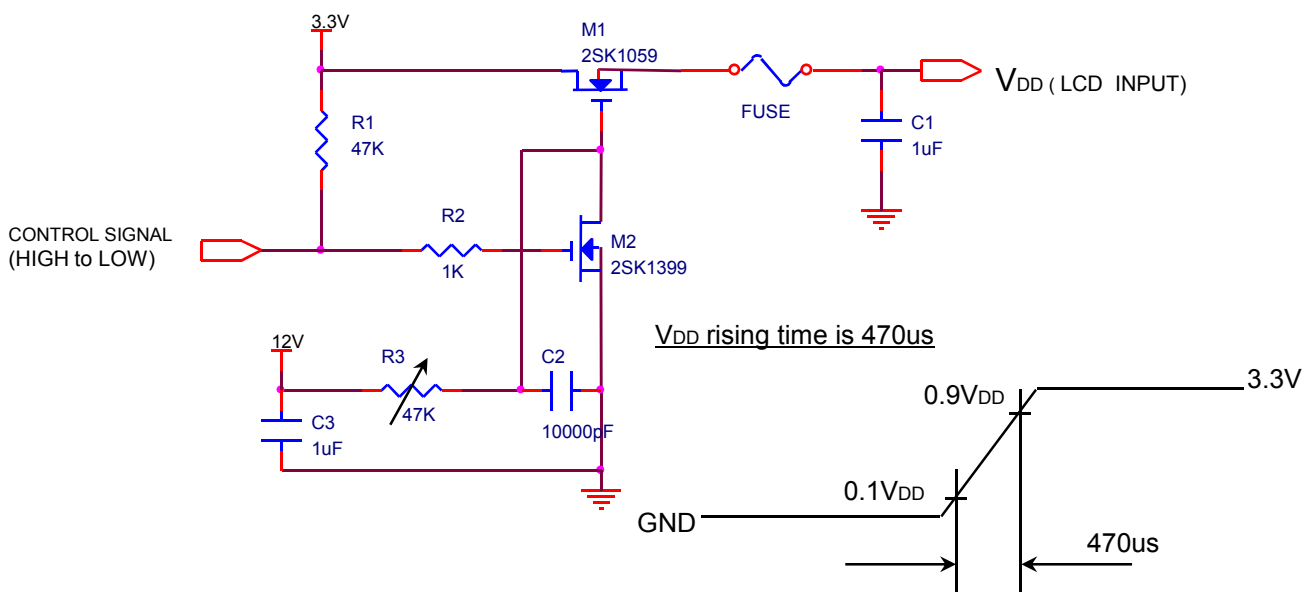 3.3V
M1
2SK1059
R1
47K
FUSE
VDD ( LCD INPUT)
C1
1uF
CONTROL SIGNAL
(HIGH to LOW)
R2
1K
M2
2SK1399
12V
R3
47K
C2
10000pF
C3
1uF
VDD rising time is 470us
0.9VDD
3.3V
0.1VDD
GND
470us